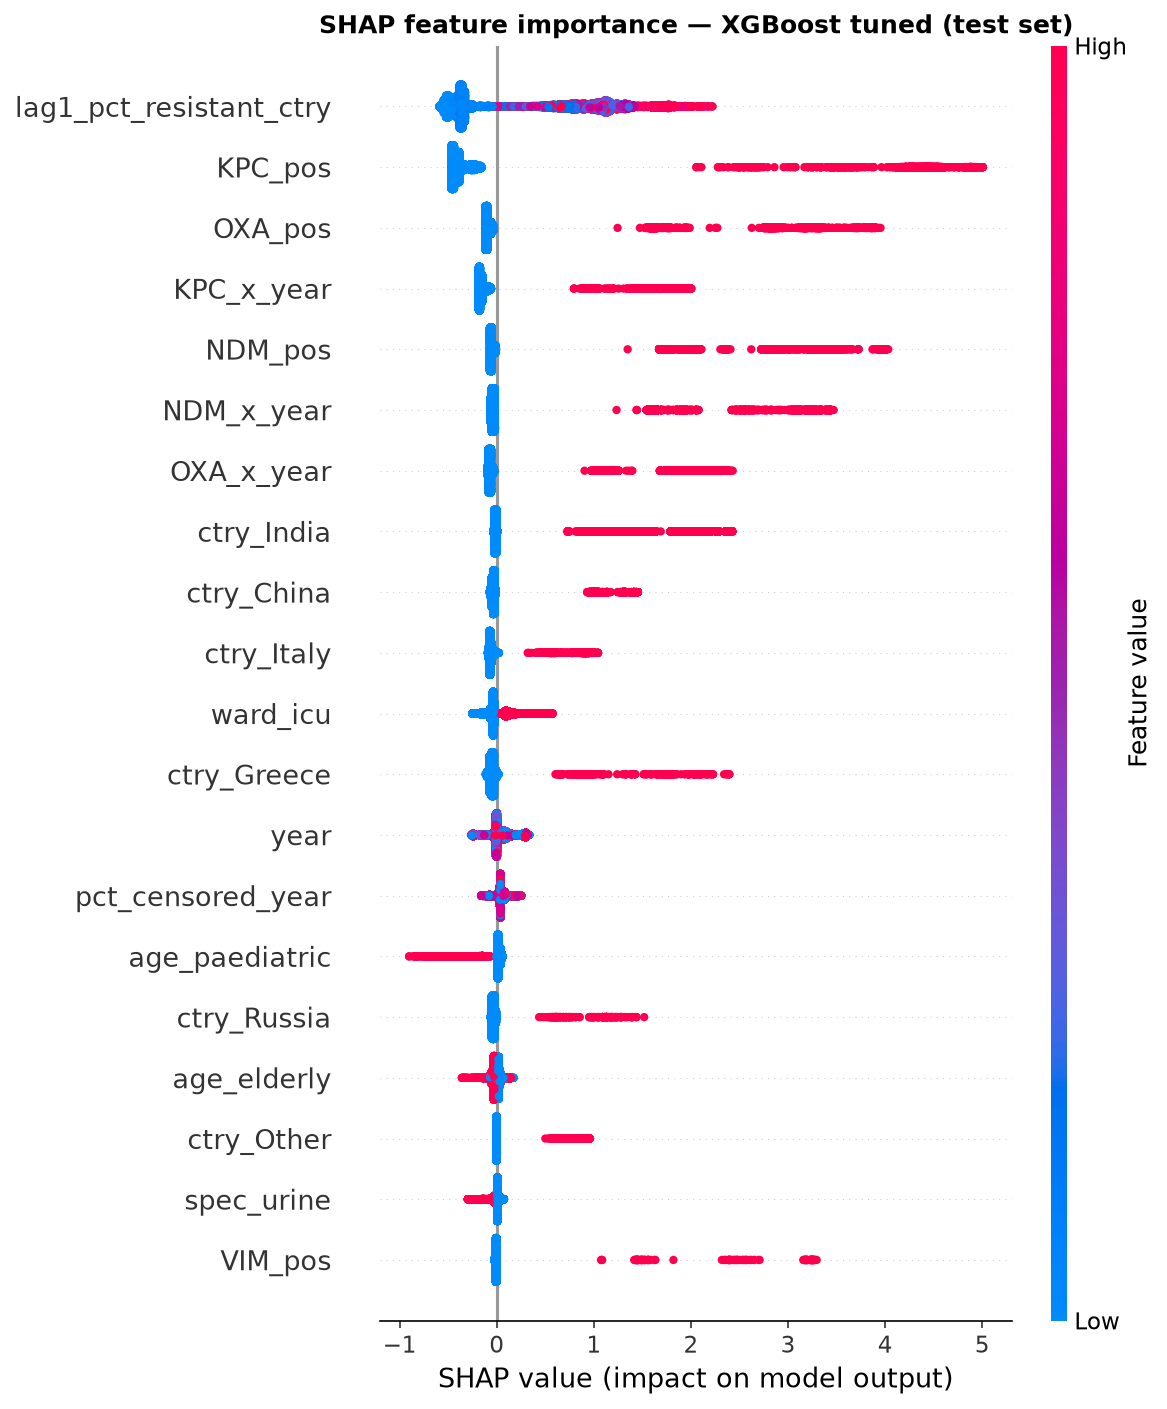 SHAP feature importance — XGBoost tuned (test set)
High
lag1_pct_resistant_ctry
KPC_pos
OXA_pos
KPC_x_year
NDM_pos
NDM_x_year
OXA_x_year
ctry_India
ctry_China
ctry_Italy
ward_icu
ctry_Greece
year
pct_censored_year
age_paediatric
ctry_Russia
age_elderly
ctry_Other
spec_urine
VIM_pos
Feature value
Low
−1 0 1 2 3 4 5
SHAP value (impact on model output)